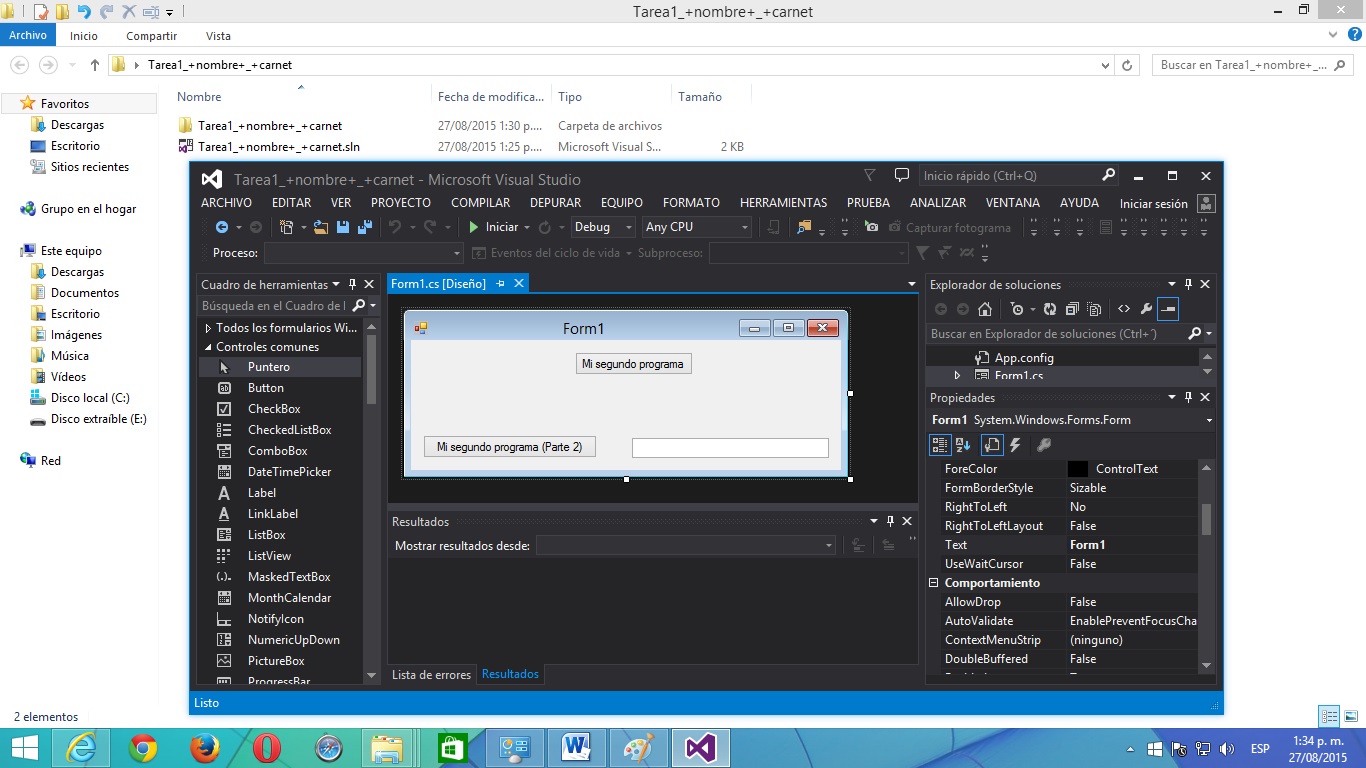 Tarea1_+nombre+_+carnet
Archivo Inicio Compartir Vista
Tarea1_+nombre+_+carnet
Buscar en Tarea1_+nombre+_...
Nombre Fecha de modifica... Tipo Tamaño
Tarea1_+nombre+_+carnet 27/08/2015 1:30 p.... Carpeta de archivos
Tarea1_+nombre+_+carnet.sln 27/08/2015 1:25 p.... Microsoft Visual S... 2 KB
Favoritos
Descargas
Escritorio
Sitios recientes
Grupo en el hogar
Este equipo
Descargas
Documentos
Escritorio
Imágenes
Música
Vídeos
Disco local (C:)
Disco extraíble (E:)
Red
2 elementos
Tarea1_+nombre+_+carnet - Microsoft Visual Studio
Inicio rápido (Ctrl+Q)
ARCHIVO EDITAR VER PROYECTO COMPILAR DEPURAR EQUIPO FORMATO HERRAMIENTAS PRUEBA ANALIZAR VENTANA AYUDA Iniciar sesión
Iniciar Debug Any CPU Capturar fotograma
Proceso: Eventos del ciclo de vida Subproceso:
Cuadro de herramientas
Búsqueda en el Cuadro de l
Todos los formularios Wi...
Controles comunes
Puntero
Button
CheckBox
CheckedListBox
ComboBox
DateTimePicker
Label
LinkLabel
ListBox
ListView
MaskedTextBox
MonthCalendar
NotifyIcon
NumericUpDown
PictureBox
ProgressBar
Form1.cs [Diseño]
Form1
Mi segundo programa
Mi segundo programa (Parte 2)
Resultados
Mostrar resultados desde:
Lista de errores Resultados
Explorador de soluciones
Buscar en Explorador de soluciones (Ctrl+´)
App.config
Form1.cs
Propiedades
Form1 System.Windows.Forms.Form
ForeColor ControlText
FormBorderStyle Sizable
RightToLeft No
RightToLeftLayout False
Text Form1
UseWaitCursor False
Comportamiento
AllowDrop False
AutoValidate EnablePreventFocusCha
ContextMenuStrip (ninguno)
DoubleBuffered False
Listo
ESP
1:34 p. m.
27/08/2015